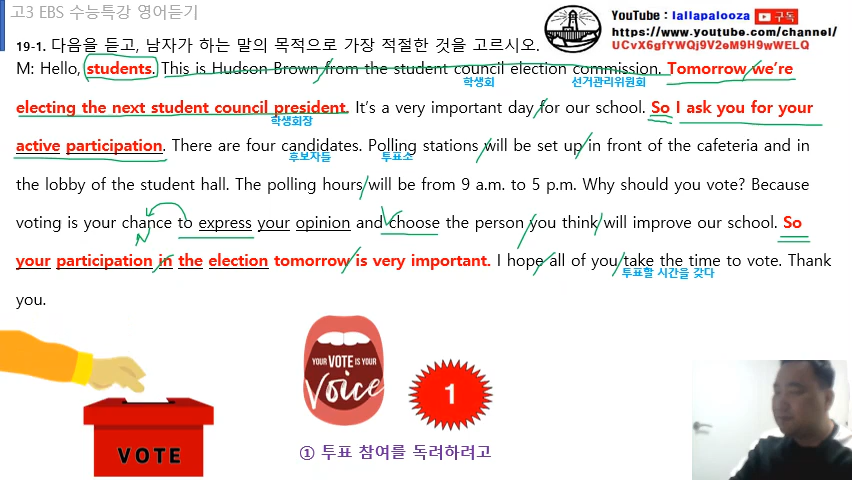 고3 EBS 수능특강 영어듣기
YouTube : lallapalooza 구독
https://www.youtube.com/channel/
UCvX6gfYWQj9V2eM9H9wWELQ
19-1. 다음을 듣고, 남자가 하는 말의 목적으로 가장 적절한 것을 고르시오.
M: Hello, students. This is Hudson Brown from the student council election commission. Tomorrow we're
학생회 선거관리위원회
electing the next student council president. It's a very important day for our school. So I ask you for your
학생회장
active participation. There are four candidates. Polling stations will be set up in front of the cafeteria and in
후보자들 투표소
the lobby of the student hall. The polling hours will be from 9 a.m. to 5 p.m. Why should you vote? Because
voting is your chance to express your opinion and choose the person you think will improve our school. So
N
your participation in the election tomorrow is very important. I hope all of you take the time to vote. Thank
투표할 시간을 갖다
you.
YOUR VOTE IS YOUR
Voice
1
VOTE
① 투표 참여를 독려하려고